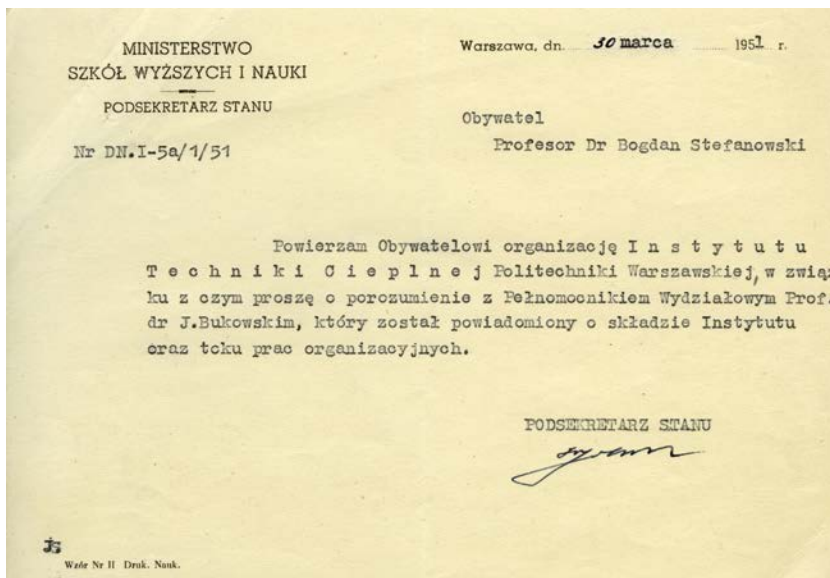 MINISTERSTWO
SZKÓŁ WYŻSZYCH I NAUKI
PODSEKRETARZ STANU
Nr DN.I-5a/1/51
Warszawa, dn. 30 marca 1951 r.
Obywatel
Profesor Dr Bogdan Stefanowski
Powierzam Obywatelowi organizację I n s t y t u t u
T e c h n i k i C i e p l n e j Politechniki Warszawskiej, w związ
ku z czym proszę o porozumienie z Pełnomocnikiem Wydziałowym Prof.
dr J.Bukowskim, który został powiadomiony o składzie Instytutu
oraz toku prac organizacyjnych.
PODSEKRETARZ STANU
js
Wzór Nr II Druk. Nauk.